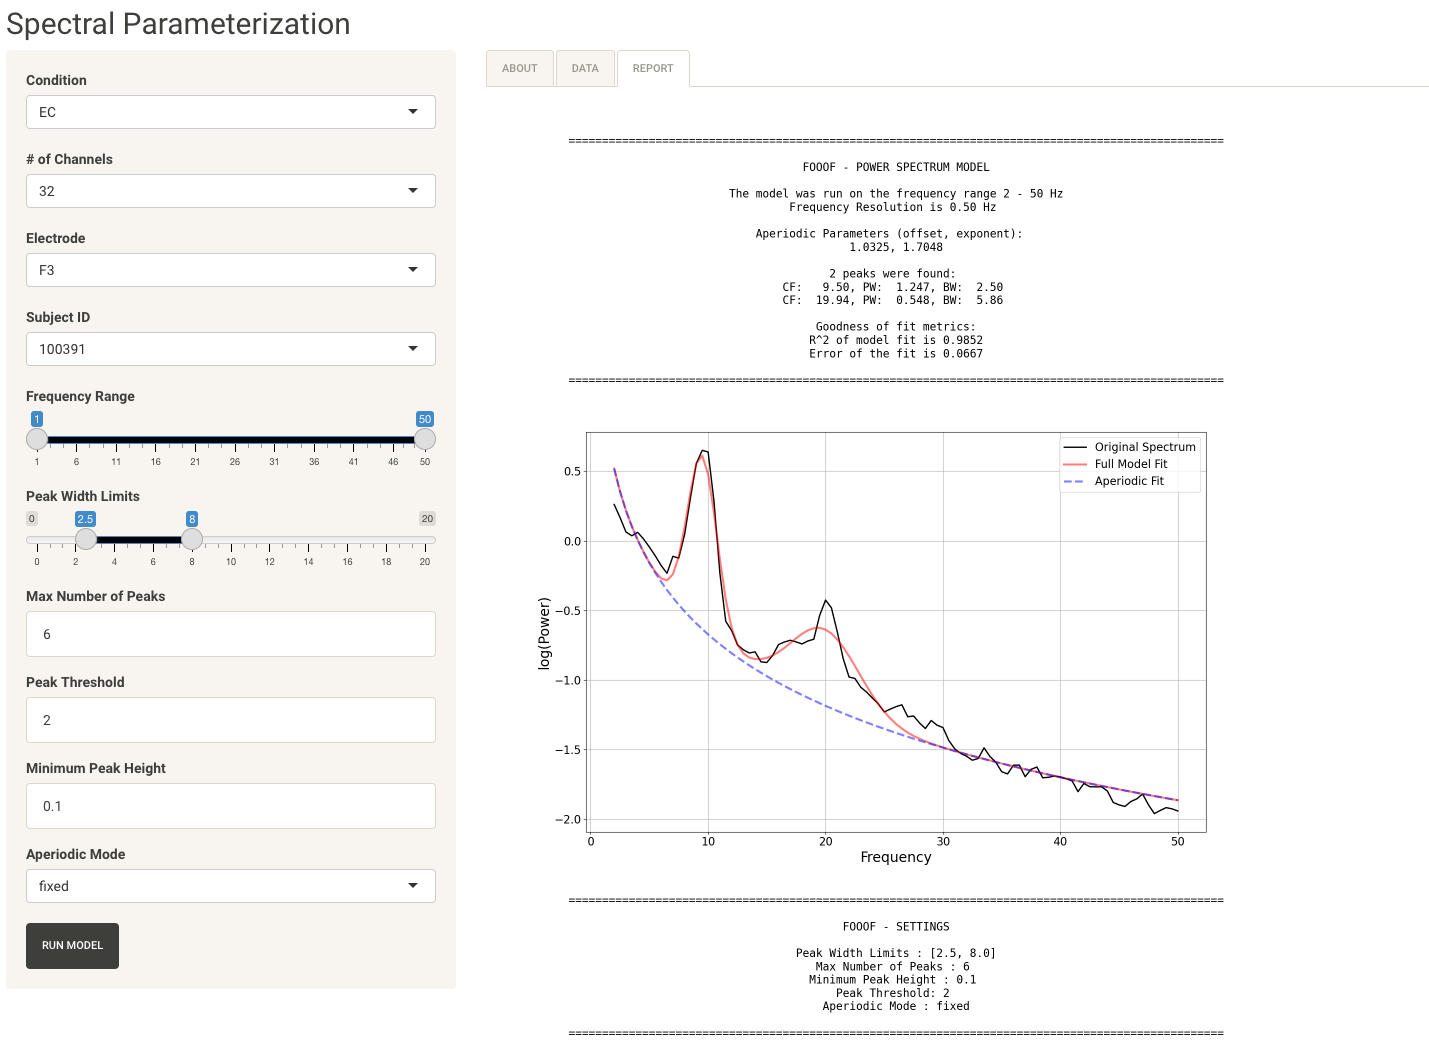 Spectral Parameterization
Condition
EC
# of Channels
32
Electrode
F3
Subject ID
100391
Frequency Range
1 50
1 6 11 16 21 26 31 36 41 46 50
Peak Width Limits
0 2.5 8 20
0 2 4 6 8 10 12 14 16 18 20
Max Number of Peaks
6
Peak Threshold
2
Minimum Peak Height
0.1
Aperiodic Mode
fixed
RUN MODEL
ABOUT DATA REPORT
==================================================================================================
FOOOF - POWER SPECTRUM MODEL
The model was run on the frequency range 2 - 50 Hz
Frequency Resolution is 0.50 Hz
Aperiodic Parameters (offset, exponent):
1.0325, 1.7048
2 peaks were found:
CF:   9.50, PW:  1.247, BW:  2.50
CF:  19.94, PW:  0.548, BW:  5.86
Goodness of fit metrics:
R^2 of model fit is 0.9852
Error of the fit is 0.0667
==================================================================================================
Original Spectrum
Full Model Fit
Aperiodic Fit
log(Power)
0.5
0.0
−0.5
−1.0
−1.5
−2.0
0 10 20 30 40 50
Frequency
==================================================================================================
FOOOF - SETTINGS
Peak Width Limits : [2.5, 8.0]
Max Number of Peaks : 6
Minimum Peak Height : 0.1
Peak Threshold: 2
Aperiodic Mode : fixed
==================================================================================================